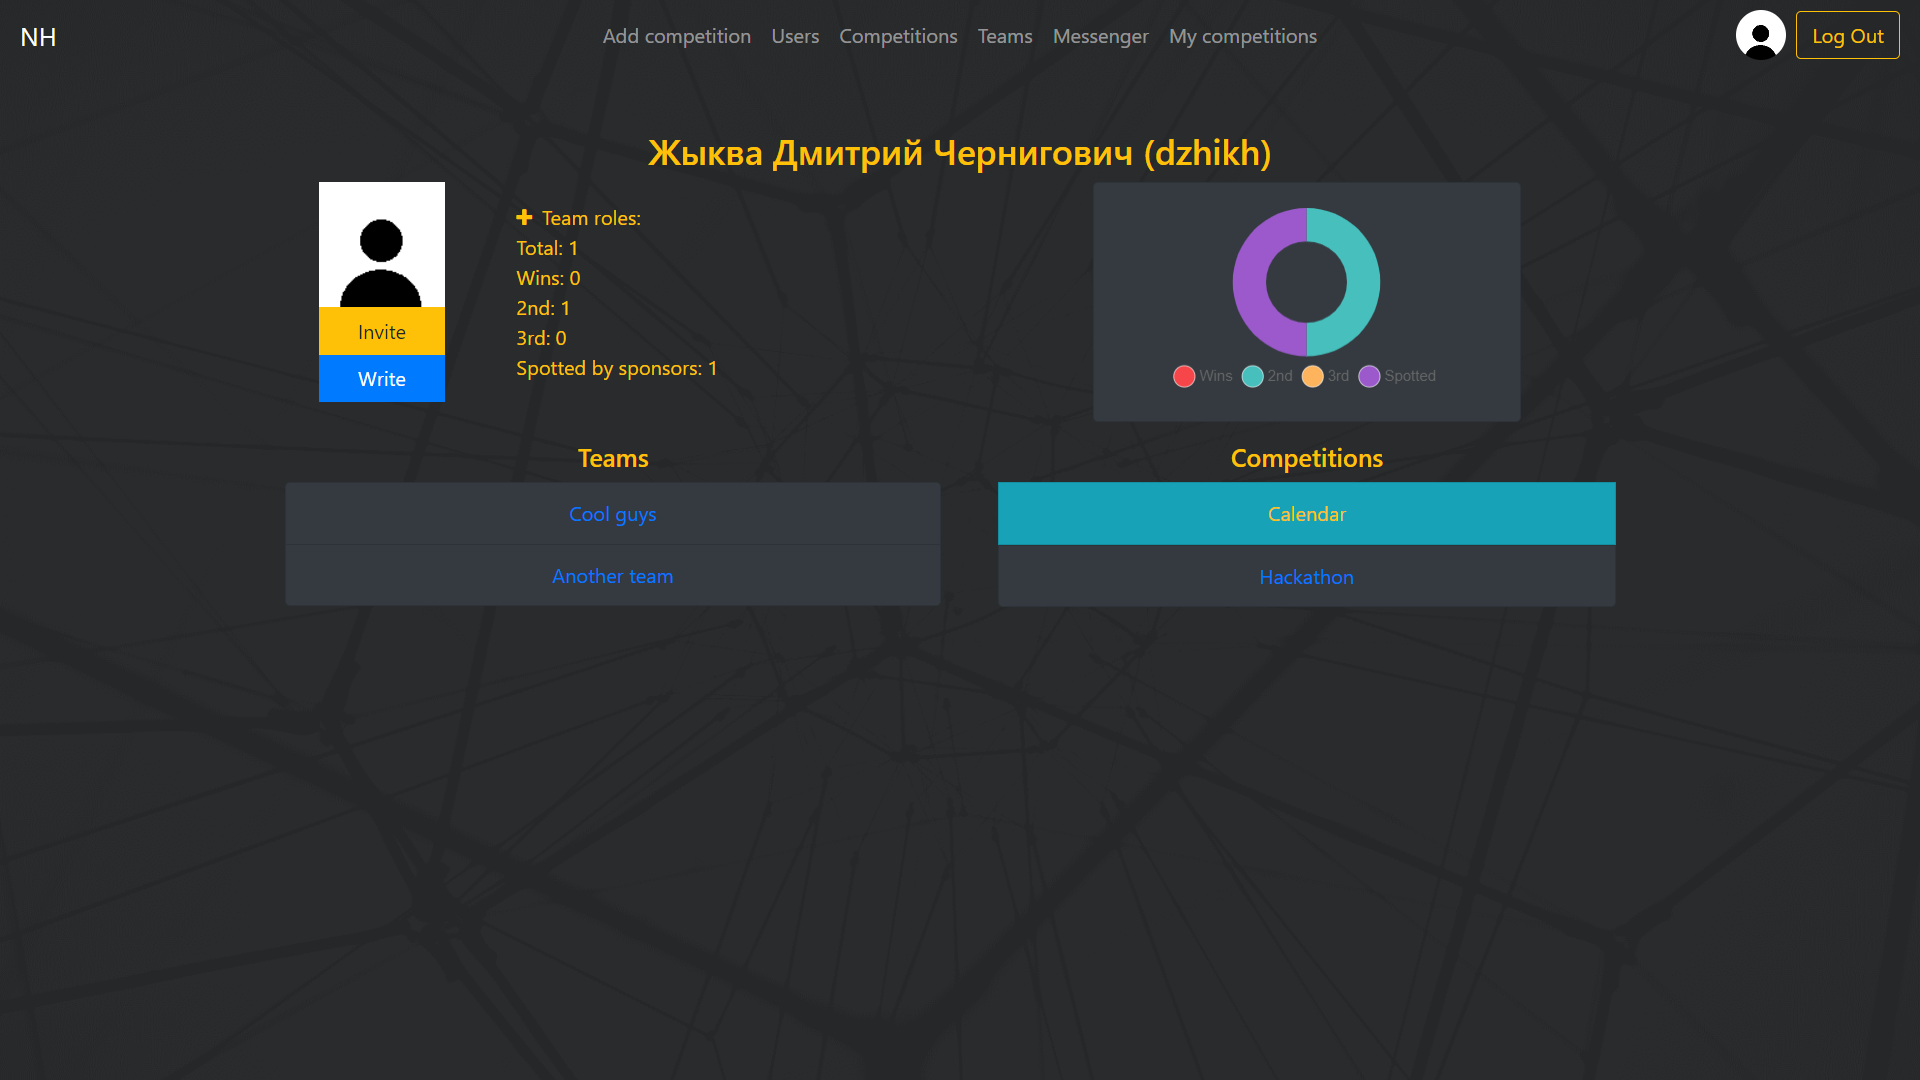 NH
Add competition Users Competitions Teams Messenger My competitions
Log Out
Жыква Дмитрий Чернигович (dzhikh)
Invite
Write
Team roles:
Total: 1
Wins: 0
2nd: 1
3rd: 0
Spotted by sponsors: 1
Wins 2nd 3rd Spotted
Teams
Cool guys
Another team
Competitions
Calendar
Hackathon